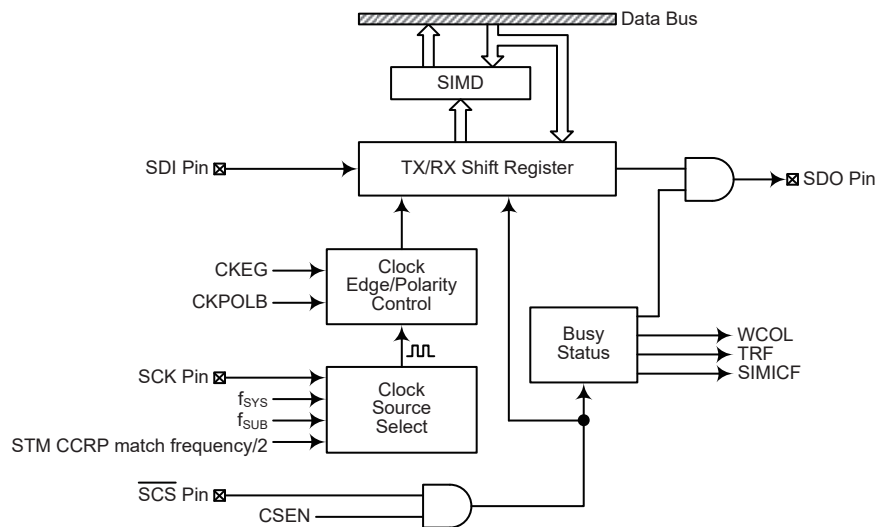 Data Bus
SIMD
SDI Pin
TX/RX Shift Register
SDO Pin
CKEG
CKPOLB
Clock
Edge/Polarity
Control
Busy
Status
WCOL
TRF
SIMICF
SCK Pin
fSYS
fSUB
STM CCRP match frequency/2
Clock
Source
Select
SCS Pin
CSEN